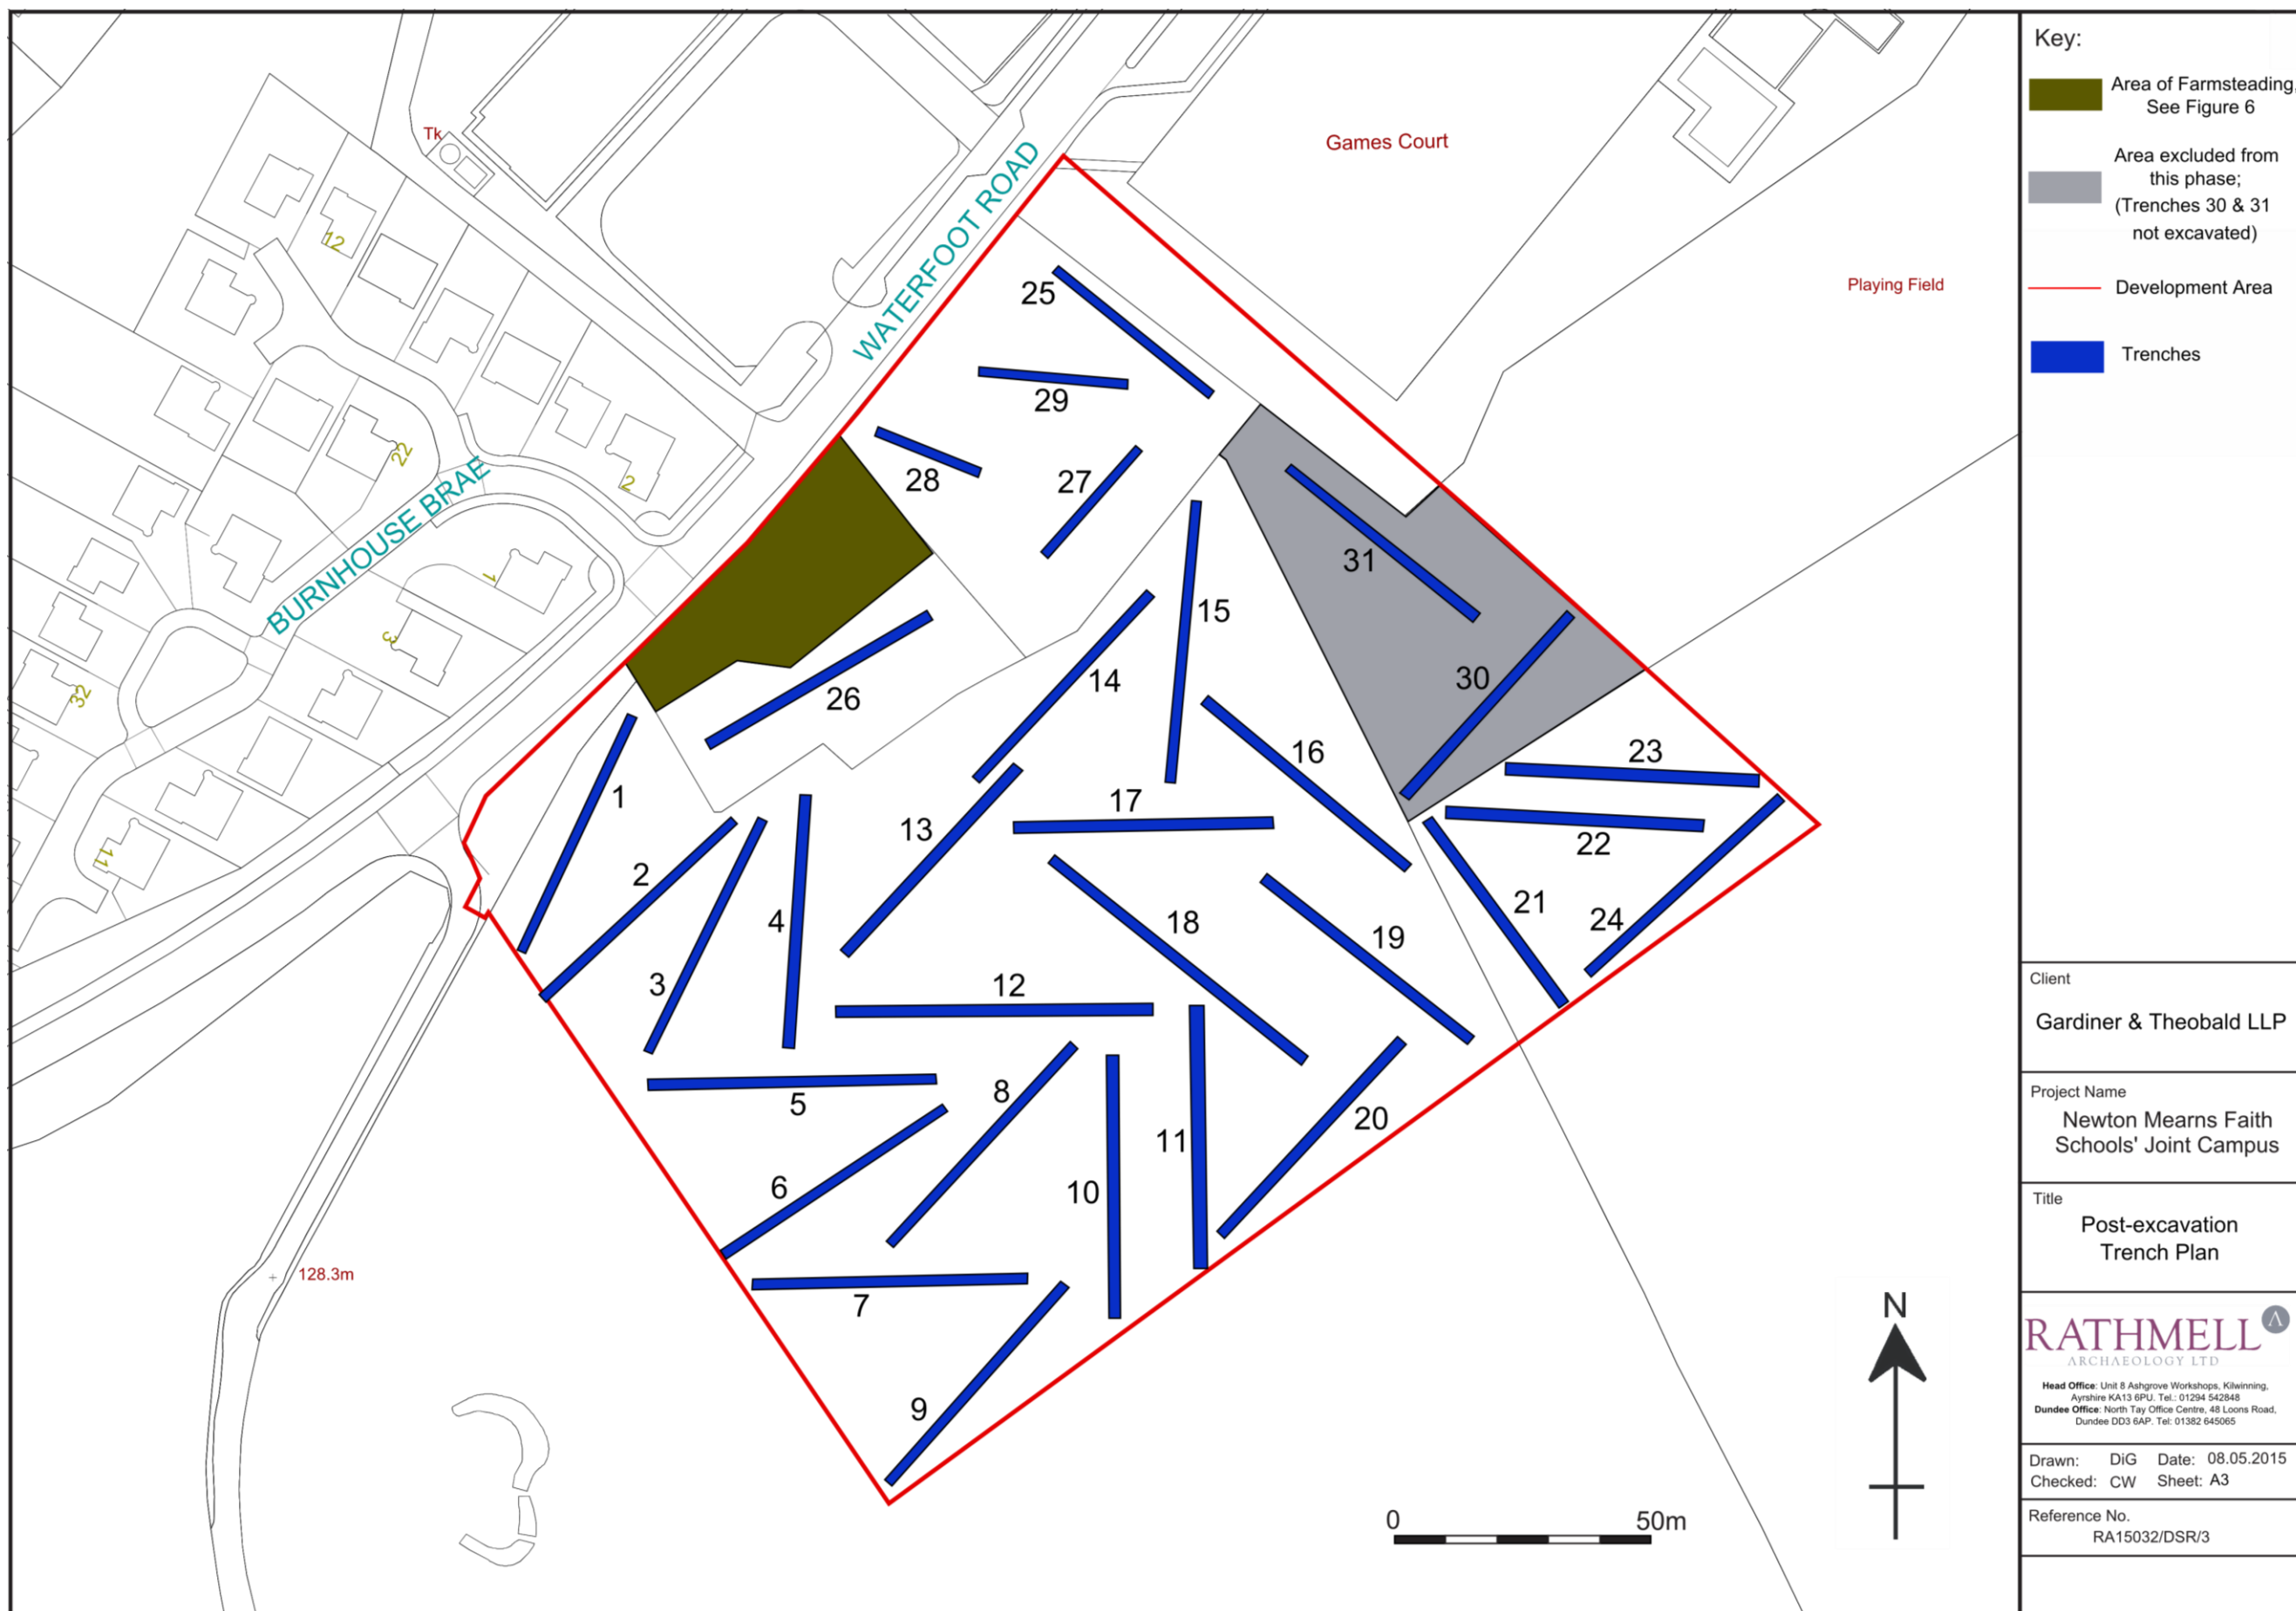 Tk
12
22
2
1
3
32
11
BURNHOUSE BRAE
WATERFOOT ROAD
Games Court
Playing Field
128.3m
25
29
28
27
31
30
15
14
26
16
23
22
1
17
13
2
21
24
4
18
19
3
12
8
5
20
11
6
10
7
9
0 50m
N
Key:
Area of Farmsteading,
See Figure 6
Area excluded from
this phase;
(Trenches 30 & 31
not excavated)
Development Area
Trenches
Client
Gardiner & Theobald LLP
Project Name
Newton Mearns Faith
Schools' Joint Campus
Title
Post-excavation
Trench Plan
RATHMELL Λ
ARCHΛEOLOGY LTD
Head Office: Unit 8 Ashgrove Workshops, Kilwinning,
Ayrshire KA13 6PU. Tel.: 01294 542848
Dundee Office: North Tay Office Centre, 48 Loons Road,
Dundee DD3 6AP. Tel: 01382 645065
Drawn: DiG Date: 08.05.2015
Checked: CW Sheet: A3
Reference No.
RA15032/DSR/3